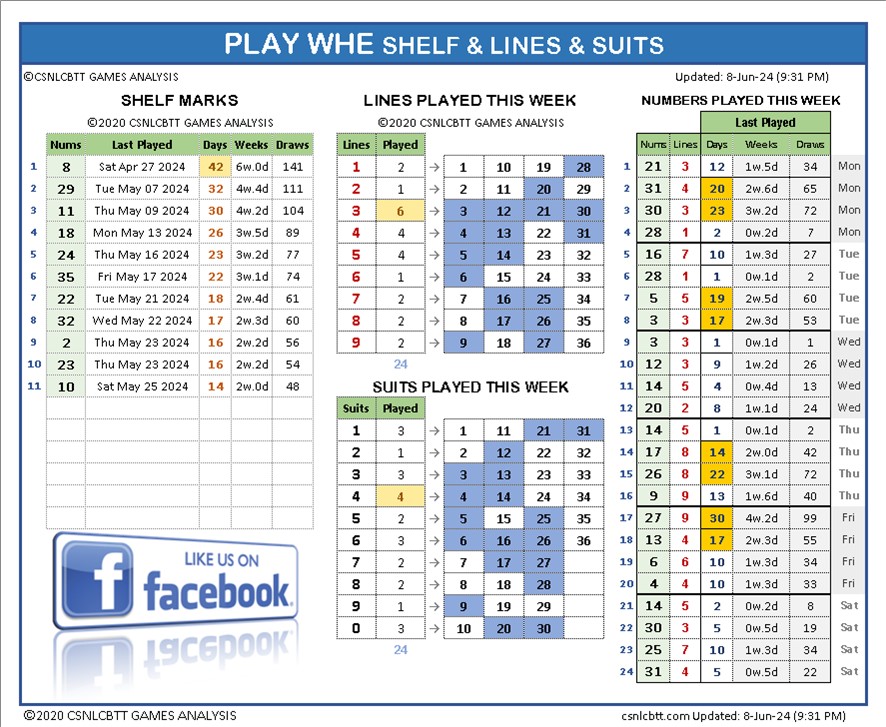 PLAY WHE SHELF & LINES & SUITS
©CSNLCBTT GAMES ANALYSIS
Updated: 8-Jun-24 (9:31 PM)
SHELF MARKS
©2020 CSNLCBTT GAMES ANALYSIS
Nums Last Played Days Weeks Draws
1 8 Sat Apr 27 2024 42 6w.0d 141
2 29 Tue May 07 2024 32 4w.4d 111
3 11 Thu May 09 2024 30 4w.2d 104
4 18 Mon May 13 2024 26 3w.5d 89
5 24 Thu May 16 2024 23 3w.2d 77
6 35 Fri May 17 2024 22 3w.1d 74
7 22 Tue May 21 2024 18 2w.4d 61
8 32 Wed May 22 2024 17 2w.3d 60
9 2 Thu May 23 2024 16 2w.2d 56
10 23 Thu May 23 2024 16 2w.2d 54
11 10 Sat May 25 2024 14 2w.0d 48
LIKE US ON
f facebook
LINES PLAYED THIS WEEK
©2020 CSNLCBTT GAMES ANALYSIS
Lines Played
1 2 → 1 10 19 28
2 1 → 2 11 20 29
3 6 → 3 12 21 30
4 4 → 4 13 22 31
5 4 → 5 14 23 32
6 1 → 6 15 24 33
7 2 → 7 16 25 34
8 2 → 8 17 26 35
9 2 → 9 18 27 36
24
SUITS PLAYED THIS WEEK
Suits Played
1 3 → 1 11 21 31
2 1 → 2 12 22 32
3 3 → 3 13 23 33
4 4 → 4 14 24 34
5 2 → 5 15 25 35
6 3 → 6 16 26 36
7 2 → 7 17 27
8 2 → 8 18 28
9 1 → 9 19 29
0 3 → 10 20 30
24
NUMBERS PLAYED THIS WEEK
Last Played
Nums Lines Days Weeks Draws
1 21 3 12 1w.5d 34 Mon
2 31 4 20 2w.6d 65 Mon
3 30 3 23 3w.2d 72 Mon
4 28 1 2 0w.2d 7 Mon
5 16 7 10 1w.3d 27 Tue
6 28 1 1 0w.1d 2 Tue
7 5 5 19 2w.5d 60 Tue
8 3 3 17 2w.3d 53 Tue
9 3 3 1 0w.1d 1 Wed
10 12 3 9 1w.2d 26 Wed
11 14 5 4 0w.4d 13 Wed
12 20 2 8 1w.1d 24 Wed
13 14 5 1 0w.1d 2 Thu
14 17 8 14 2w.0d 42 Thu
15 26 8 22 3w.1d 72 Thu
16 9 9 13 1w.6d 40 Thu
17 27 9 30 4w.2d 99 Fri
18 13 4 17 2w.3d 55 Fri
19 6 6 10 1w.3d 34 Fri
20 4 4 10 1w.3d 33 Fri
21 14 5 2 0w.2d 8 Sat
22 30 3 5 0w.5d 19 Sat
23 25 7 10 1w.3d 34 Sat
24 31 4 5 0w.5d 22 Sat
©2020 CSNLCBTT GAMES ANALYSIS
csnlcbtt.com Updated: 8-Jun-24 (9:31 PM)